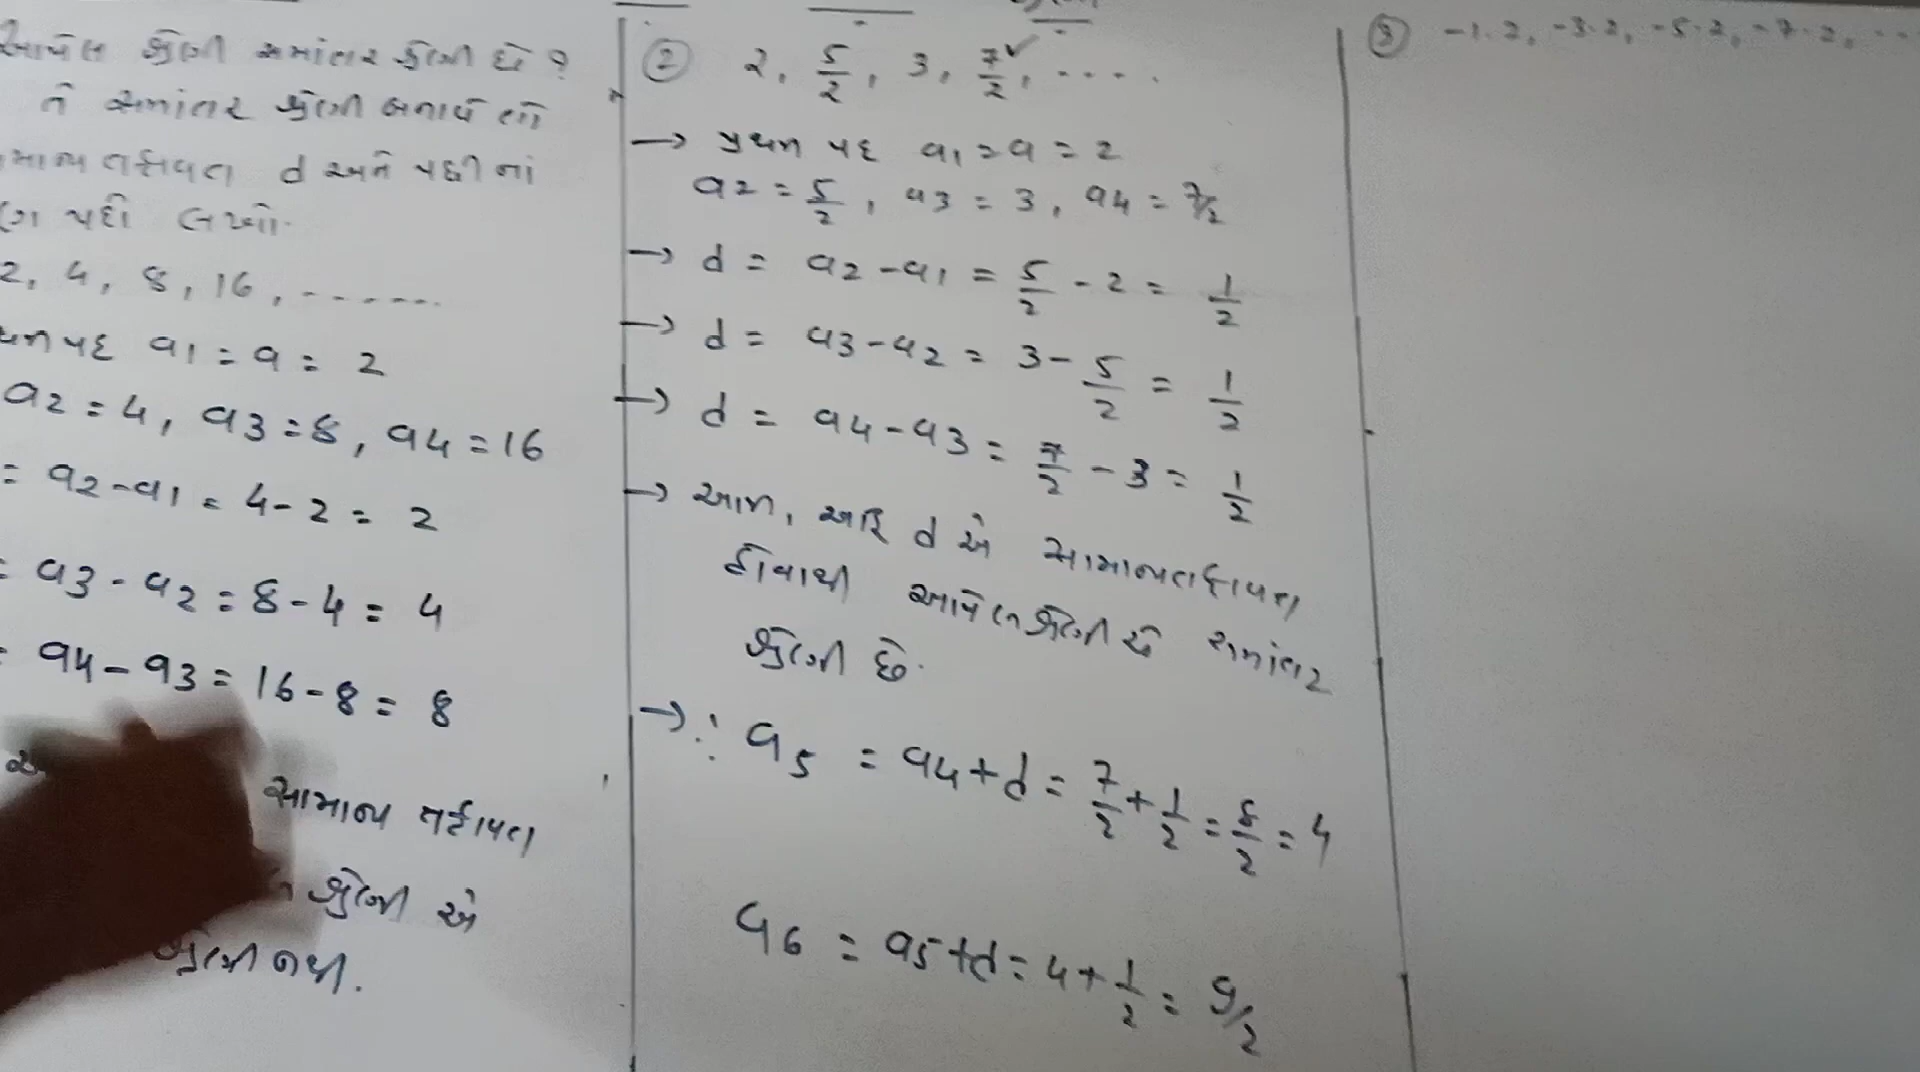 આપેલ શ્રેણી સમાંતર શ્રેણી છે ?
તે સમાંતર શ્રેણી બનાવે તો
તફાવત d અને પછીનાં
પદો લખો.
2, 4, 8, 16, ......
પદ a1 = a = 2
a2 = 4, a3 = 8, a4 = 16
= a2 - a1 = 4 - 2 = 2
= a3 - a2 = 8 - 4 = 4
= a4 - a3 = 16 - 8 = 8
સામાન્ય તફાવત
શ્રેણી એ
શ્રેણી નથી.
② 2, 5/2, 3, 7/2, .....
→ પ્રથમ પદ a1 = a = 2
a2 = 5/2, a3 = 3, a4 = 7/2
→ d = a2 - a1 = 5/2 - 2 = 1/2
→ d = a3 - a2 = 3 - 5/2 = 1/2
→ d = a4 - a3 = 7/2 - 3 = 1/2
→ આમ, અહિ d એ સામાન્ય તફાવત
હોવાથી આપેલ શ્રેણી એ સમાંતર
શ્રેણી છે.
→ ∴ a5 = a4 + d = 7/2 + 1/2 = 8/2 = 4
a6 = a5 + d = 4 + 1/2 = 9/2
③ -1.2, -3.2, -5.2, -7.2, ...